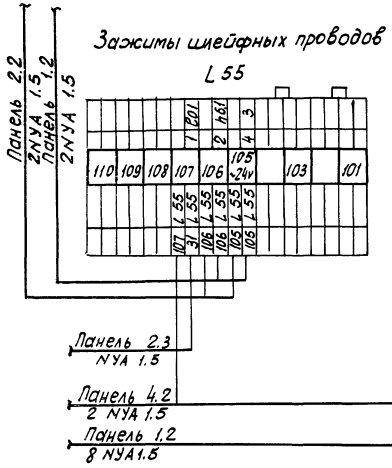 Зажимы шлейфных проводов
L 55
Панель 2.2
2NYA 1.5
Панель 1.2
2NYA 1.5
1 2 4 3
110 109 108 107 106 105 ~24v 103 101
L 55 L 55 L 55 L 55 L 55 L 55
107 31 106 106 105 105
Панель 2.3
NYA 1.5
Панель 4.2
2 NYA 1.5
Панель 1.2
8 NYA 1.5